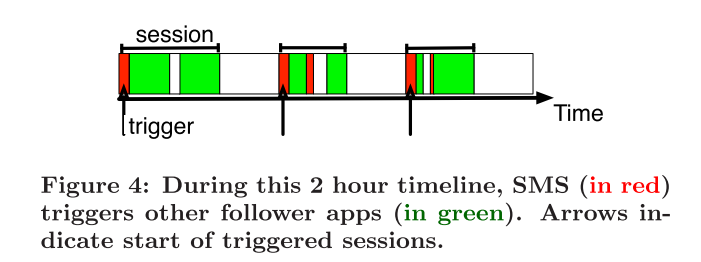 session
trigger
Time
Figure 4: During this 2 hour timeline, SMS (in red)
triggers other follower apps (in green). Arrows in-
dicate start of triggered sessions.